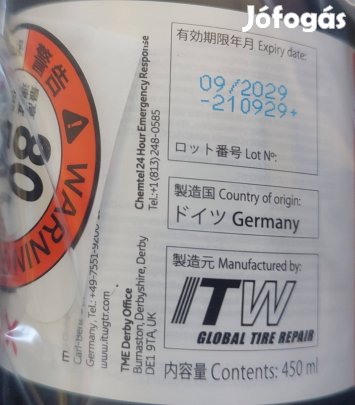 Jófogás
有効期限年月 Expiry date:
09/2029
-210929+
ロット番号 Lot Nº:
製造国 Country of origin:
ドイツ Germany
製造元 Manufactured by:
ITW
GLOBAL TIRE REPAIR
内容量 Contents: 450 ml
Chemtel 24 Hour Emergency Response
Tel.:+1(813)248-0585
TME Derby Office
Burnaston, Derbyshire, Derby
DE1 9TA, UK
Germany, Tel.: +49-7551-9200
www.itwgtr.com
警告
80
WARNIN